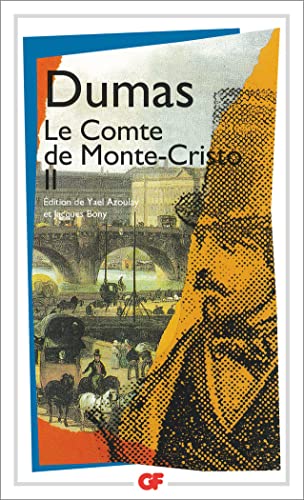 Dumas
Le Comte
de Monte-Cristo
II
Édition de Yael Azoulay
et Jacques Bony
GF